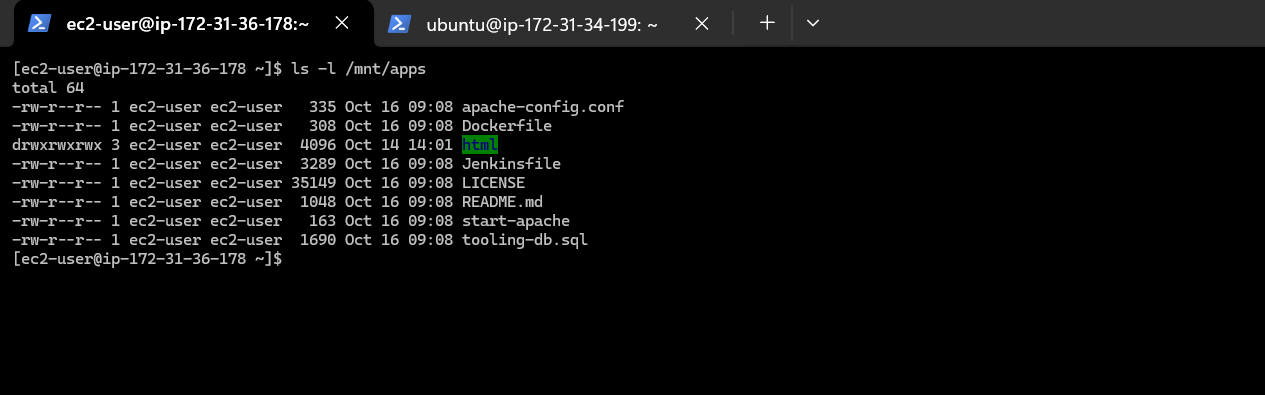 ec2-user@ip-172-31-36-178:~ ubuntu@ip-172-31-34-199: ~
[ec2-user@ip-172-31-36-178 ~]$ ls -l /mnt/apps
total 64
-rw-r--r-- 1 ec2-user ec2-user   335 Oct 16 09:08 apache-config.conf
-rw-r--r-- 1 ec2-user ec2-user   308 Oct 16 09:08 Dockerfile
drwxrwxrwx 3 ec2-user ec2-user  4096 Oct 14 14:01 html
-rw-r--r-- 1 ec2-user ec2-user  3289 Oct 16 09:08 Jenkinsfile
-rw-r--r-- 1 ec2-user ec2-user 35149 Oct 16 09:08 LICENSE
-rw-r--r-- 1 ec2-user ec2-user  1048 Oct 16 09:08 README.md
-rw-r--r-- 1 ec2-user ec2-user   163 Oct 16 09:08 start-apache
-rw-r--r-- 1 ec2-user ec2-user  1690 Oct 16 09:08 tooling-db.sql
[ec2-user@ip-172-31-36-178 ~]$